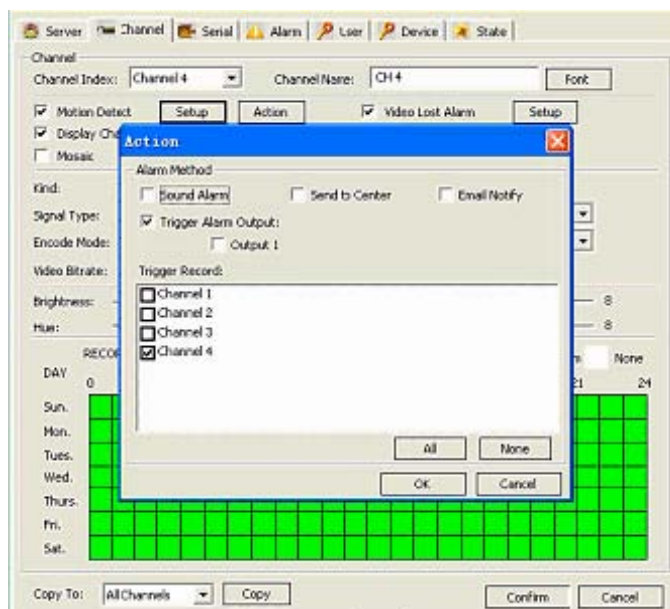 Server Channel Serial Alarm User Device State
Channel
Channel Index: Channel 4 Channel Name: CH4 Font
Motion Detect Setup Action Video Lost Alarm Setup
Display Cha
Mosaic
Action
Alarm Method
Sound Alarm Send to Center Email Notify
Trigger Alarm Output:
Output 1
Trigger Record:
Channel 1
Channel 2
Channel 3
Channel 4
All None
OK Cancel
Kind:
Signal Type:
Encode Mode:
Video Bitrate:
Brightness: 8
Hue: 8
RECO None
DAY 0 21 24
Sun.
Mon.
Tues.
Wed.
Thurs.
Fri.
Sat.
Copy To: All Channels Copy Confirm Cancel